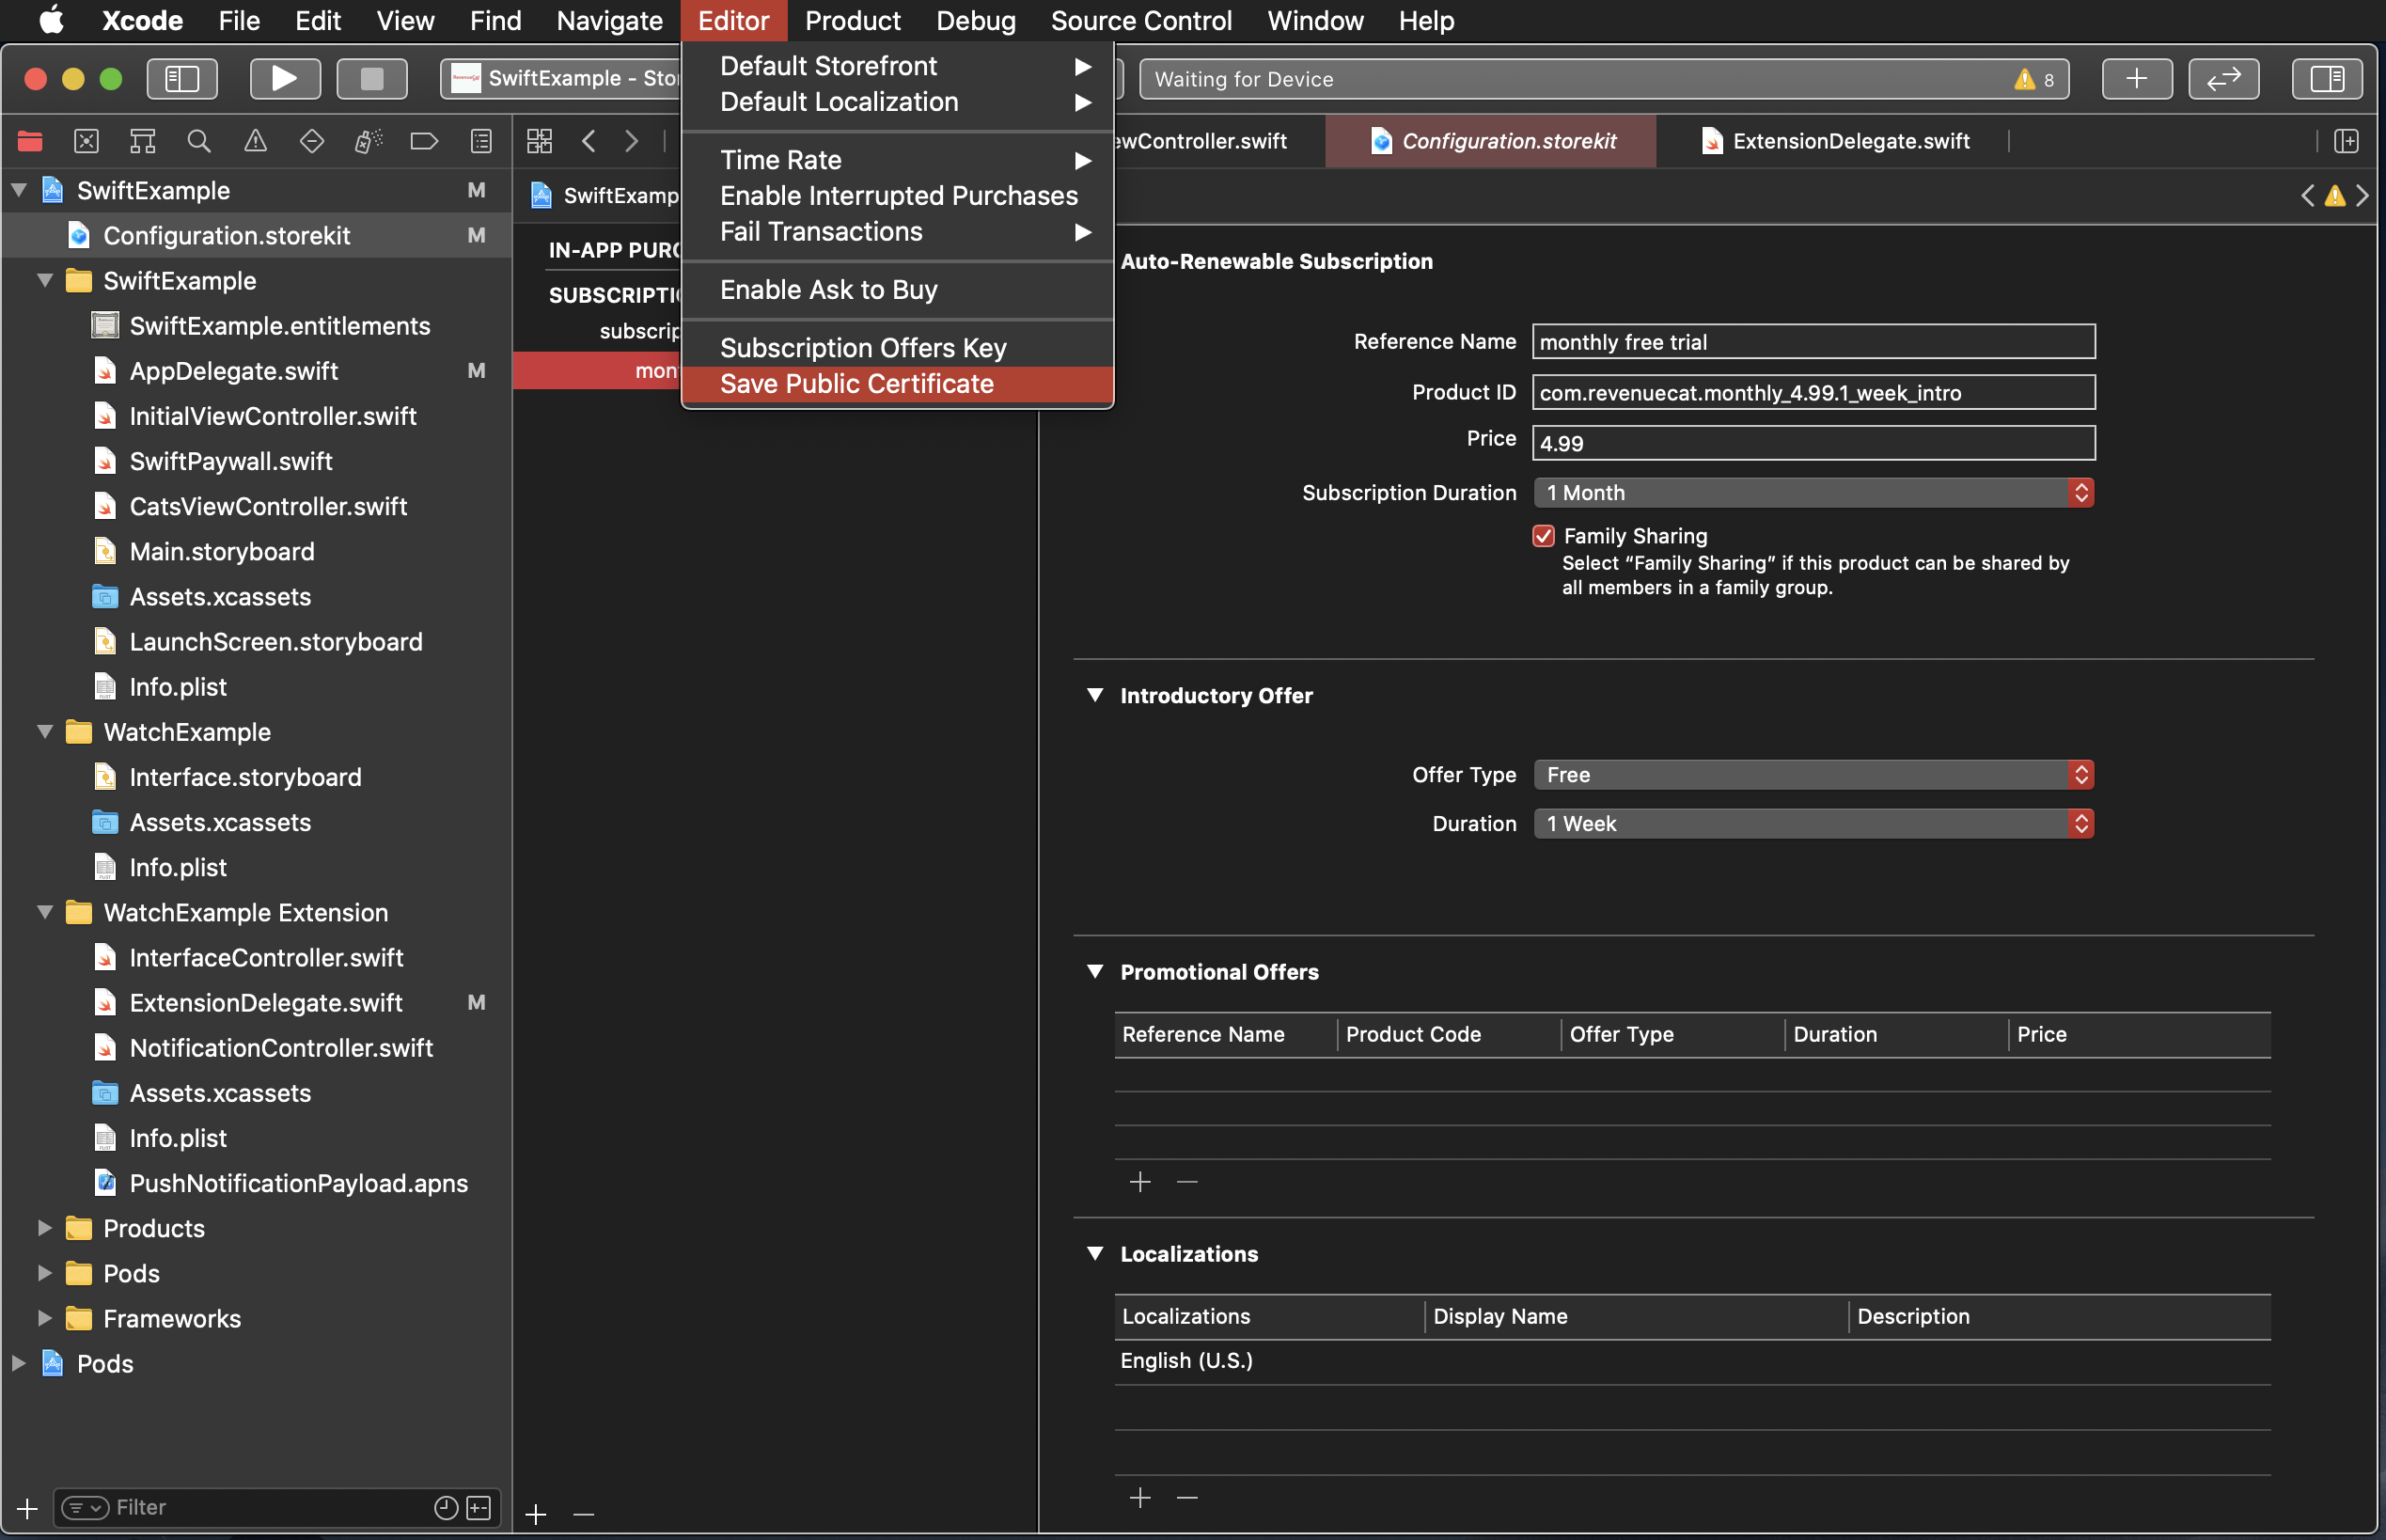 Xcode File Edit View Find Navigate Editor Product Debug Source Control Window Help
SwiftExample - Sto
Waiting for Device 8
Default Storefront
Default Localization
Time Rate
Enable Interrupted Purchases
Fail Transactions
Enable Ask to Buy
Subscription Offers Key
Save Public Certificate
ewController.swift
Configuration.storekit
ExtensionDelegate.swift
SwiftExample M
Configuration.storekit M
SwiftExample
SwiftExample.entitlements
AppDelegate.swift M
InitialViewController.swift
SwiftPaywall.swift
CatsViewController.swift
Main.storyboard
Assets.xcassets
LaunchScreen.storyboard
Info.plist
WatchExample
Interface.storyboard
Assets.xcassets
Info.plist
WatchExample Extension
InterfaceController.swift
ExtensionDelegate.swift M
NotificationController.swift
Assets.xcassets
Info.plist
PushNotificationPayload.apns
Products
Pods
Frameworks
Pods
Filter
SwiftExamp
IN-APP PURC
SUBSCRIPTI
subscrip
mon
Auto-Renewable Subscription
Reference Name monthly free trial
Product ID com.revenuecat.monthly_4.99.1_week_intro
Price 4.99
Subscription Duration 1 Month
Family Sharing
Select “Family Sharing” if this product can be shared by
all members in a family group.
Introductory Offer
Offer Type Free
Duration 1 Week
Promotional Offers
Reference Name Product Code Offer Type Duration Price
Localizations
Localizations Display Name Description
English (U.S.)